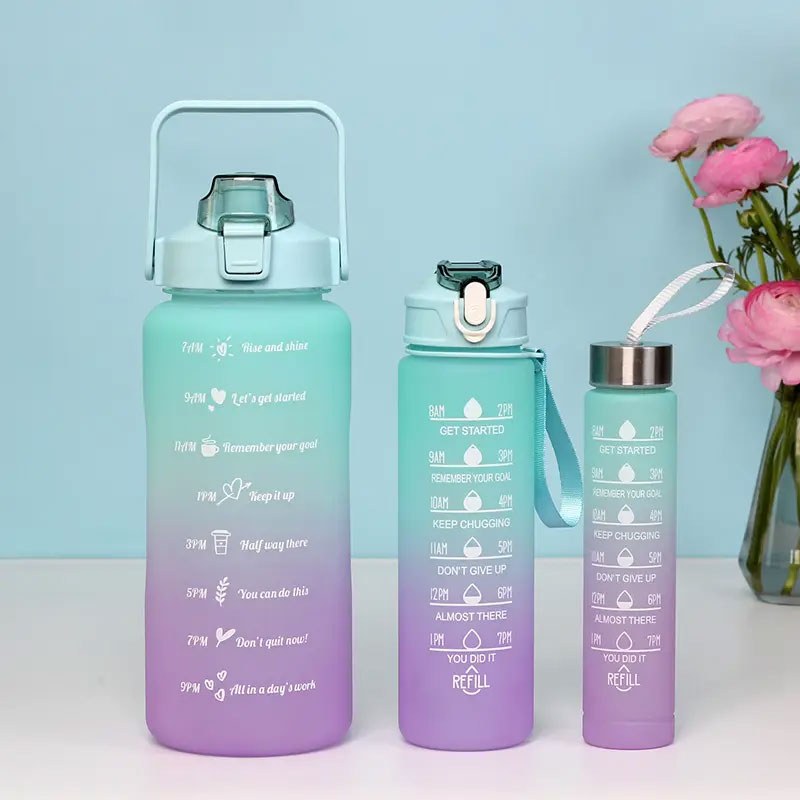 7AM Rise and shine
9AM Let's get started
11AM Remember your goal
1PM Keep it up
3PM Half way there
5PM You can do this
7PM Don't quit now!
9PM All in a day's work
8AM 2PM
GET STARTED
9AM 3PM
REMEMBER YOUR GOAL
10AM 4PM
KEEP CHUGGING
11AM 5PM
DON'T GIVE UP
12PM 6PM
ALMOST THERE
1PM 7PM
YOU DID IT
REFILL
8AM 2PM
GET STARTED
9AM 3PM
REMEMBER YOUR GOAL
10AM 4PM
KEEP CHUGGING
11AM 5PM
DON'T GIVE UP
12PM 6PM
ALMOST THERE
1PM 7PM
YOU DID IT
REFILL